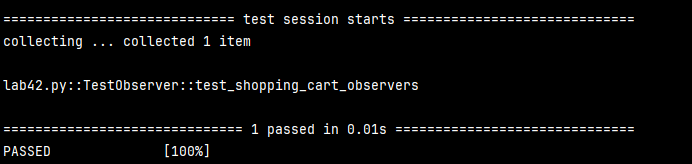 ============================= test session starts =============================
collecting ... collected 1 item

lab42.py::TestObserver::test_shopping_cart_observers

============================== 1 passed in 0.01s ==============================
PASSED              [100%]